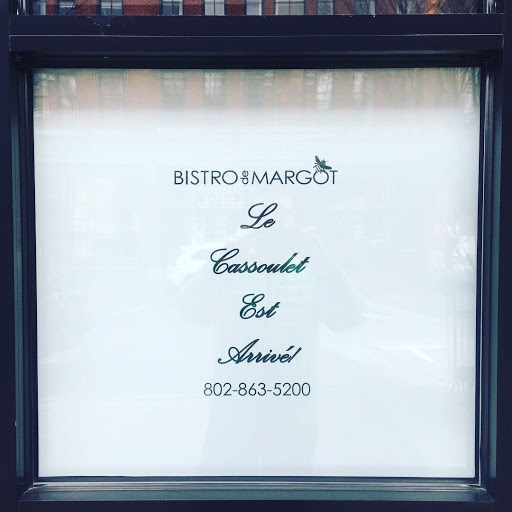 BISTRO de MARGOT
Le
Cassoulet
Est
Arrivé!
802-863-5200